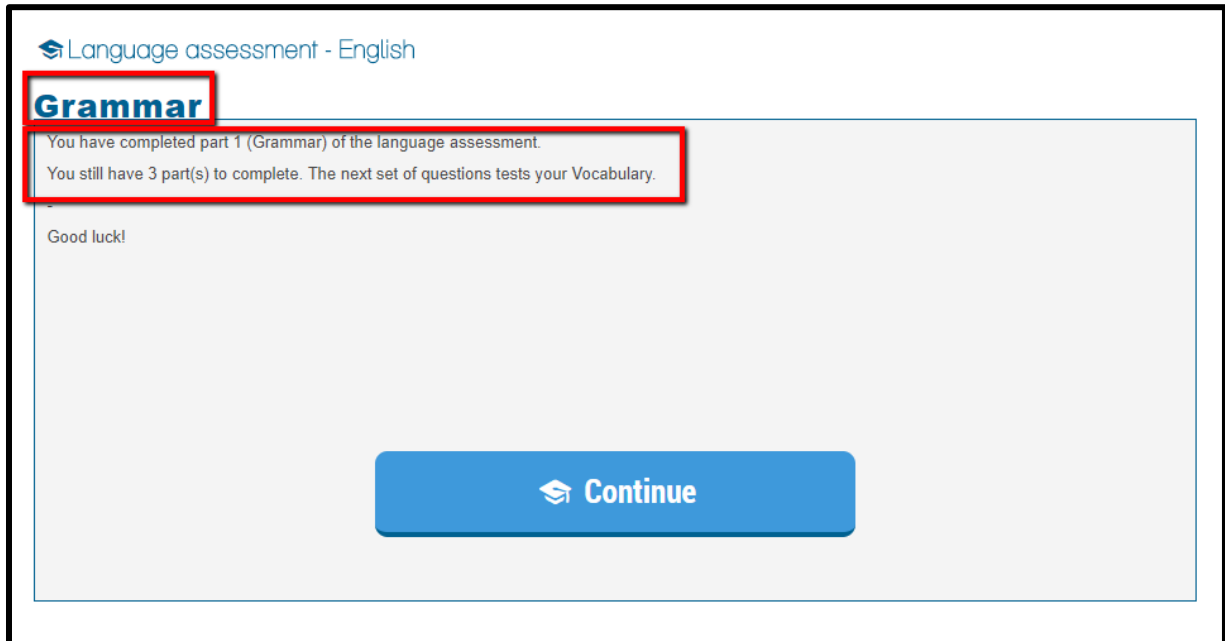 Language assessment - English
Grammar
You have completed part 1 (Grammar) of the language assessment.
You still have 3 part(s) to complete. The next set of questions tests your Vocabulary.
-
Good luck!
Continue